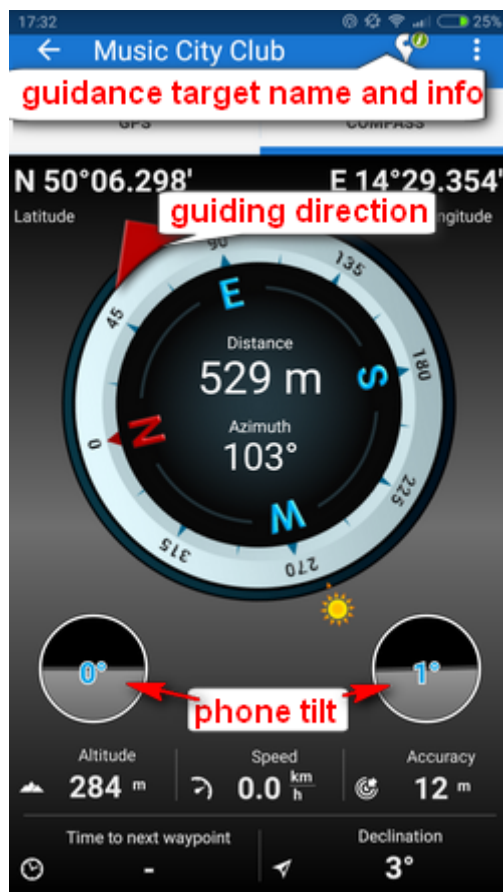 17:32 25%
Music City Club
guidance target name and info
GPS COMPASS
N 50°06.298' E 14°29.354'
Latitude gitude
guiding direction
90
135
45
E
180
Distance
529 m
S
Azimuth
103°
N
0
225
W
315
270
0° 1°
phone tilt
Altitude Speed Accuracy
284 m 0.0 km/h 12 m
Time to next waypoint Declination
- 3°